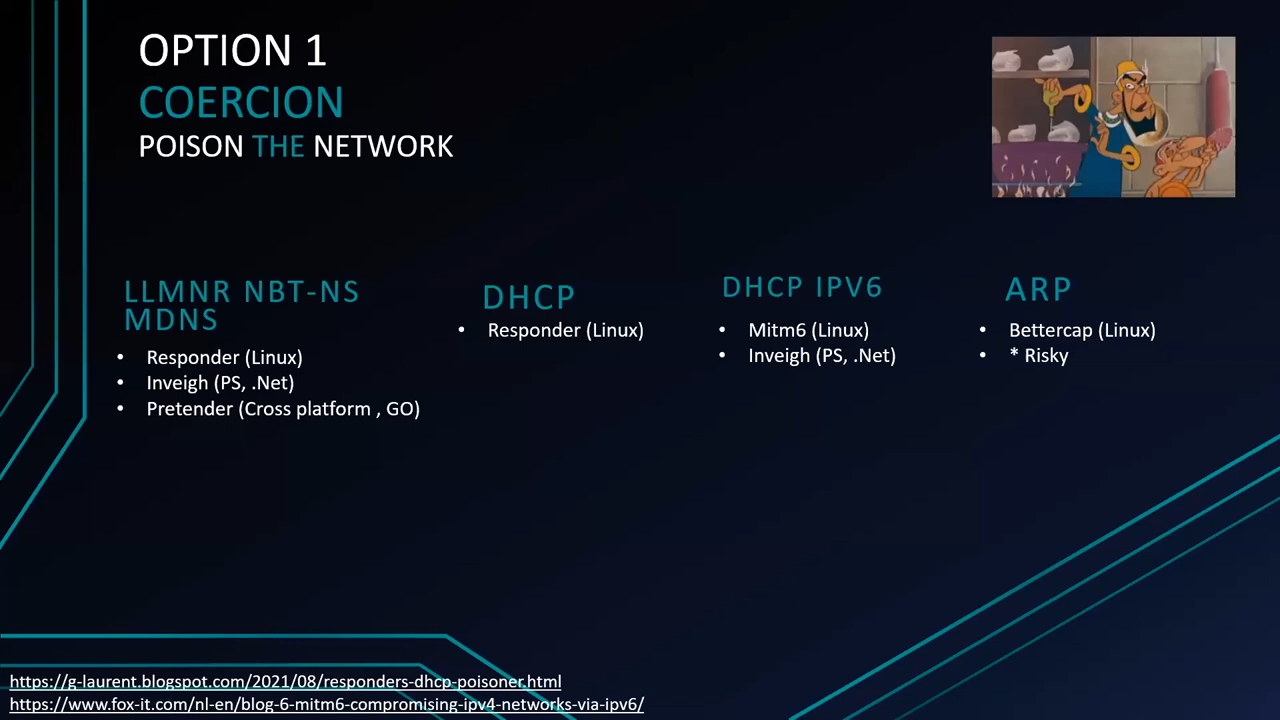 OPTION 1
COERCION
POISON THE NETWORK
LLMNR NBT-NS
MDNS
• Responder (Linux)
• Inveigh (PS, .Net)
• Pretender (Cross platform , GO)
DHCP
• Responder (Linux)
DHCP IPV6
• Mitm6 (Linux)
• Inveigh (PS, .Net)
ARP
• Bettercap (Linux)
• * Risky
https://g-laurent.blogspot.com/2021/08/responders-dhcp-poisoner.html
https://www.fox-it.com/nl-en/blog-6-mitm6-compromising-ipv4-networks-via-ipv6/